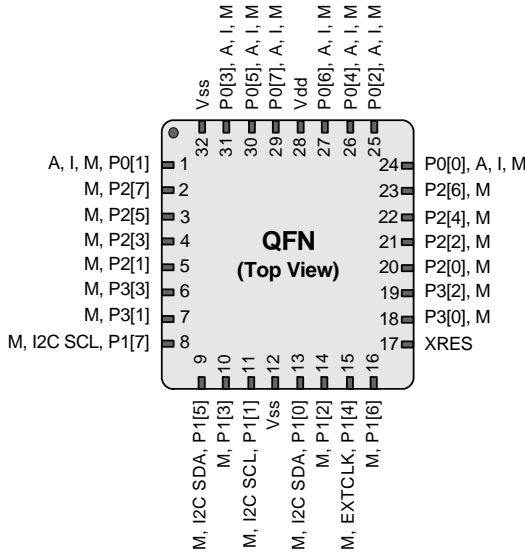 Vss
P0[3], A, I, M
P0[5], A, I, M
P0[7], A, I, M
Vdd
P0[6], A, I, M
P0[4], A, I, M
P0[2], A, I, M
32
31
30
29
28
27
26
25
A, I, M, P0[1]
M, P2[7]
M, P2[5]
M, P2[3]
M, P2[1]
M, P3[3]
M, P3[1]
M, I2C SCL, P1[7]
1
2
3
4
5
6
7
8
QFN
(Top View)
24
23
22
21
20
19
18
17
P0[0], A, I, M
P2[6], M
P2[4], M
P2[2], M
P2[0], M
P3[2], M
P3[0], M
XRES
9
10
11
12
13
14
15
16
M, I2C SDA, P1[5]
M, P1[3]
M, I2C SCL, P1[1]
Vss
M, I2C SDA, P1[0]
M, P1[2]
M, EXTCLK, P1[4]
M, P1[6]